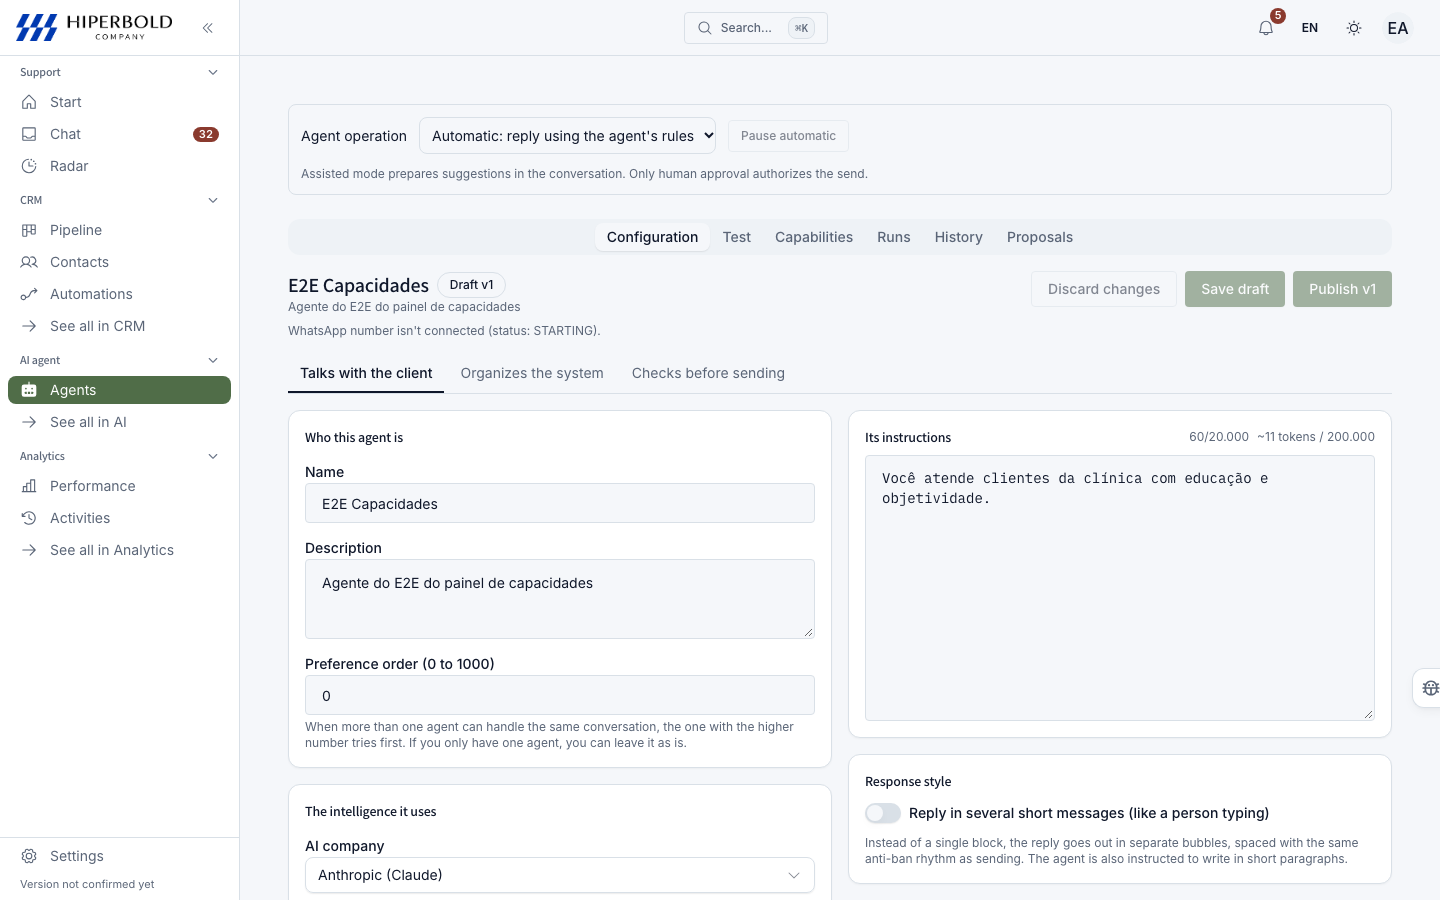 HIPERBOLD
COMPANY
Search...
⌘K
5
EN
EA
Support
Start
Chat
32
Radar
CRM
Pipeline
Contacts
Automations
See all in CRM
AI agent
Agents
See all in AI
Analytics
Performance
Activities
See all in Analytics
Settings
Version not confirmed yet
Agent operation
Automatic: reply using the agent's rules
Pause automatic
Assisted mode prepares suggestions in the conversation. Only human approval authorizes the send.
Configuration
Test
Capabilities
Runs
History
Proposals
E2E Capacidades
Draft v1
Agente do E2E do painel de capacidades
WhatsApp number isn't connected (status: STARTING).
Discard changes
Save draft
Publish v1
Talks with the client
Organizes the system
Checks before sending
Who this agent is
Name
E2E Capacidades
Description
Agente do E2E do painel de capacidades
Preference order (0 to 1000)
0
When more than one agent can handle the same conversation, the one with the higher
number tries first. If you only have one agent, you can leave it as is.
The intelligence it uses
AI company
Anthropic (Claude)
Its instructions
60/20.000 ~11 tokens / 200.000
Você atende clientes da clínica com educação e
objetividade.
Response style
Reply in several short messages (like a person typing)
Instead of a single block, the reply goes out in separate bubbles, spaced with the same
anti-ban rhythm as sending. The agent is also instructed to write in short paragraphs.